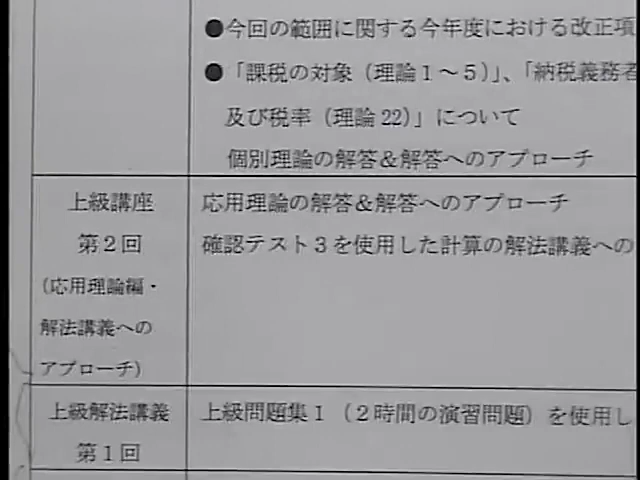 ●今回の範囲に関する今年度における改正項
●「課税の対象（理論１～５）」、「納税義務者
及び税率（理論 22）」について
個別理論の解答＆解答へのアプローチ
上級講座
第２回
（応用理論編・
解法講義への
アプローチ）
応用理論の解答＆解答へのアプローチ
確認テスト３を使用した計算の解法講義への
上級解法講義
第１回
上級問題集１（２時間の演習問題）を使用し